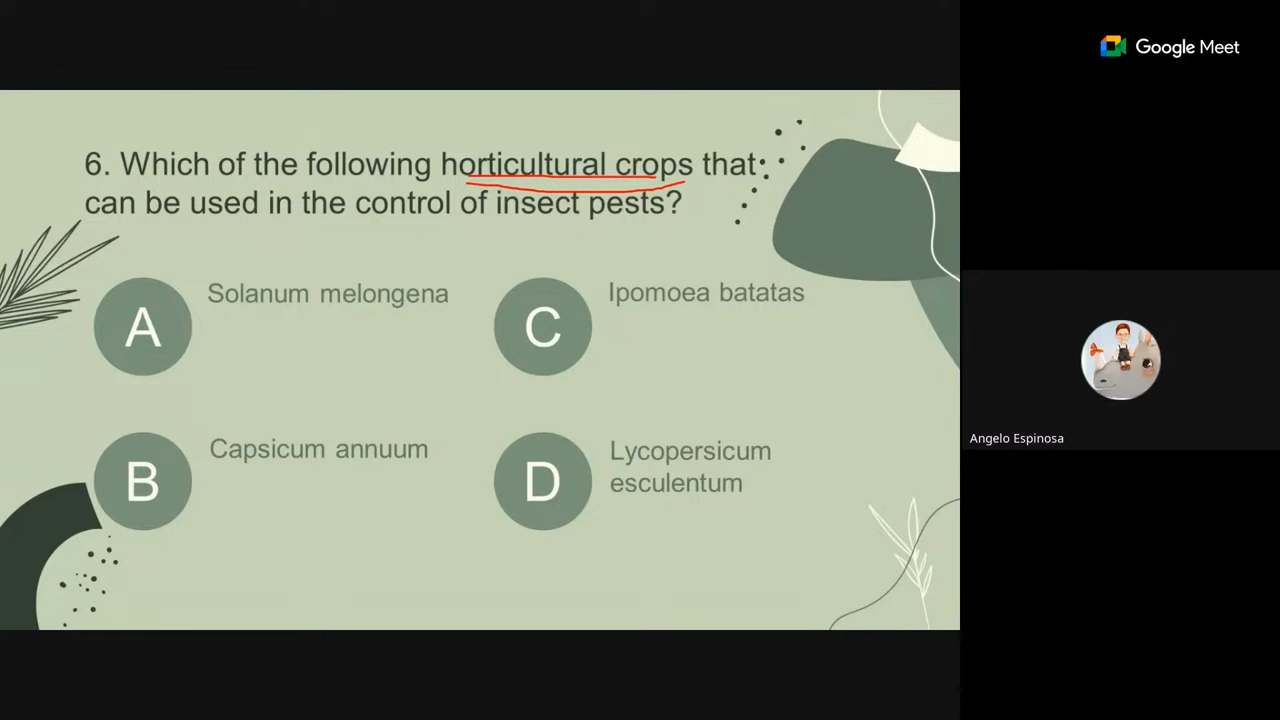 Google Meet
6. Which of the following horticultural crops that
can be used in the control of insect pests?
A
Solanum melongena
C
Ipomoea batatas
B
Capsicum annuum
D
Lycopersicum
esculentum
Angelo Espinosa